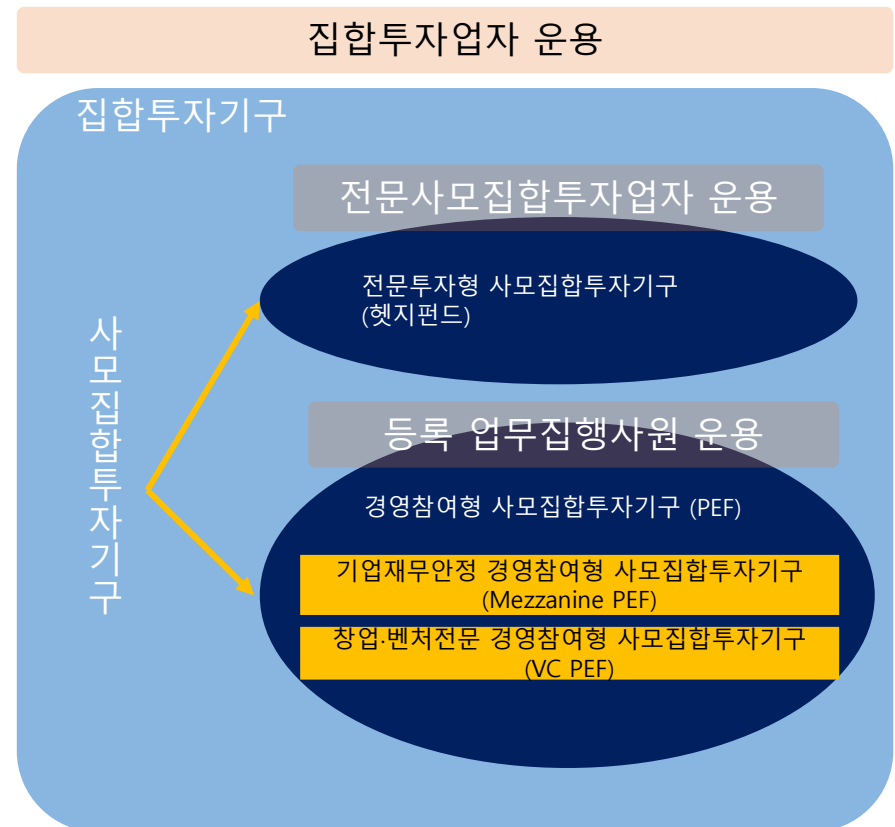 집합투자업자 운용
집합투자기구
전문사모집합투자업자 운용
전문투자형 사모집합투자기구
(헷지펀드)
사모집합투자기구
등록 업무집행사원 운용
경영참여형 사모집합투자기구 (PEF)
기업재무안정 경영참여형 사모집합투자기구
(Mezzanine PEF)
창업·벤처전문 경영참여형 사모집합투자기구
(VC PEF)